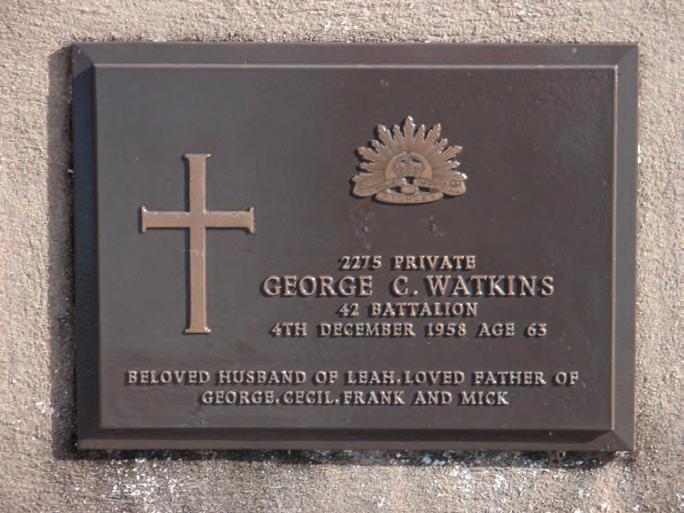 2275 PRIVATE
GEORGE C. WATKINS
42 BATTALION
4TH DECEMBER 1958 AGE 63
BELOVED HUSBAND OF LEAH. LOVED FATHER OF
GEORGE. CECIL. FRANK AND MICK